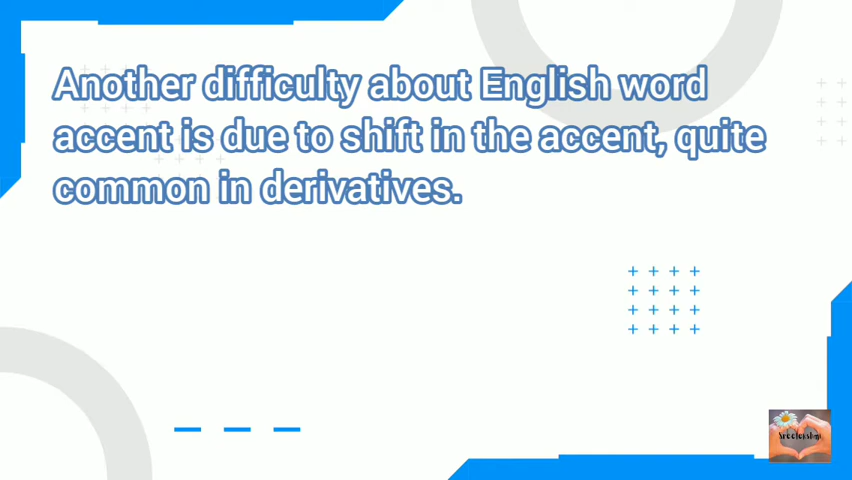 Another difficulty about English word
accent is due to shift in the accent, quite
common in derivatives.